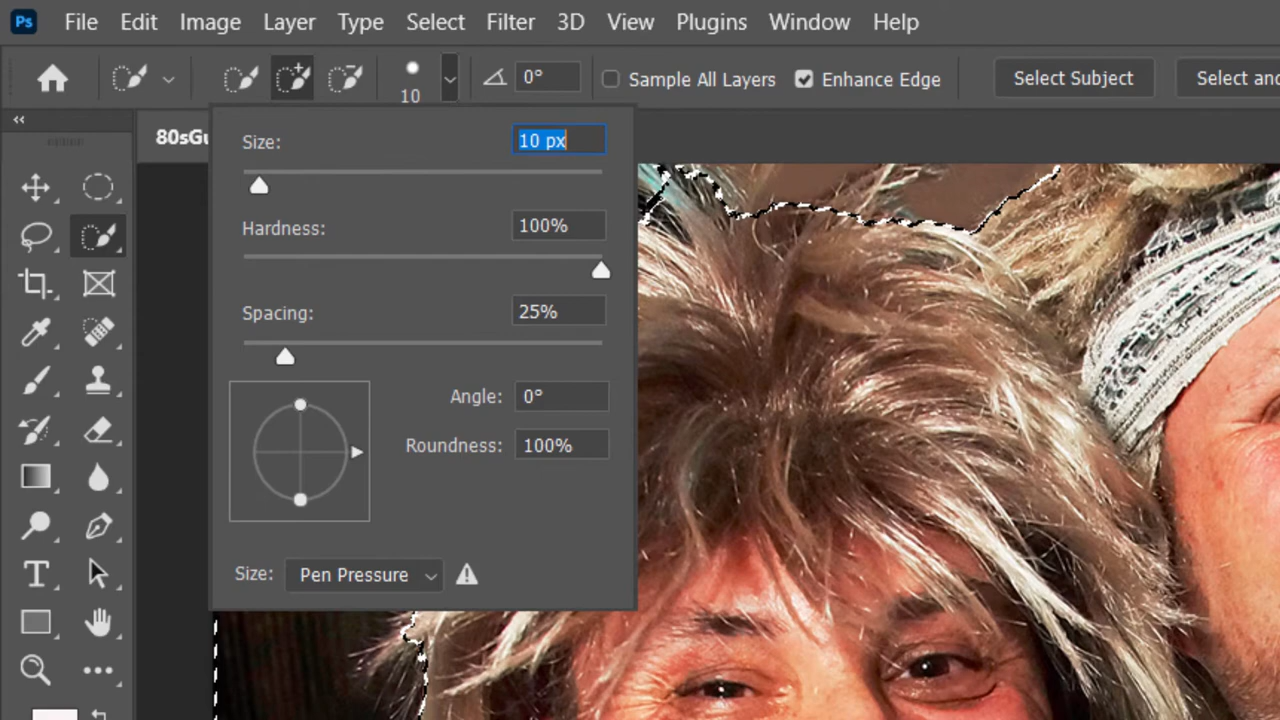 Ps File Edit Image Layer Type Select Filter 3D View Plugins Window Help
10 0° Sample All Layers Enhance Edge Select Subject Select and
80sGu
Size: 10 px
Hardness: 100%
Spacing: 25%
Angle: 0°
Roundness: 100%
Size: Pen Pressure